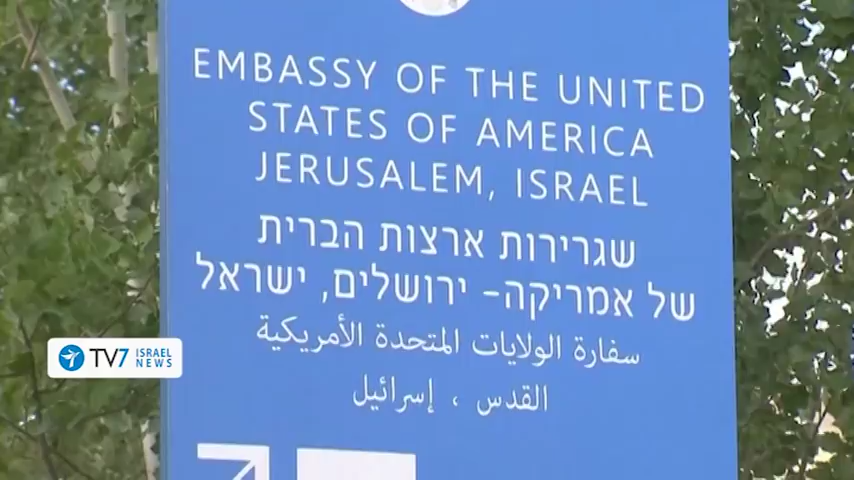 EMBASSY OF THE UNITED
STATES OF AMERICA
JERUSALEM, ISRAEL
שגרירות ארצות הברית
של אמריקה- ירושלים, ישראל
سفارة الولايات المتحدة الأمريكية
القدس ، إسرائيل
TV7 ISRAEL
NEWS